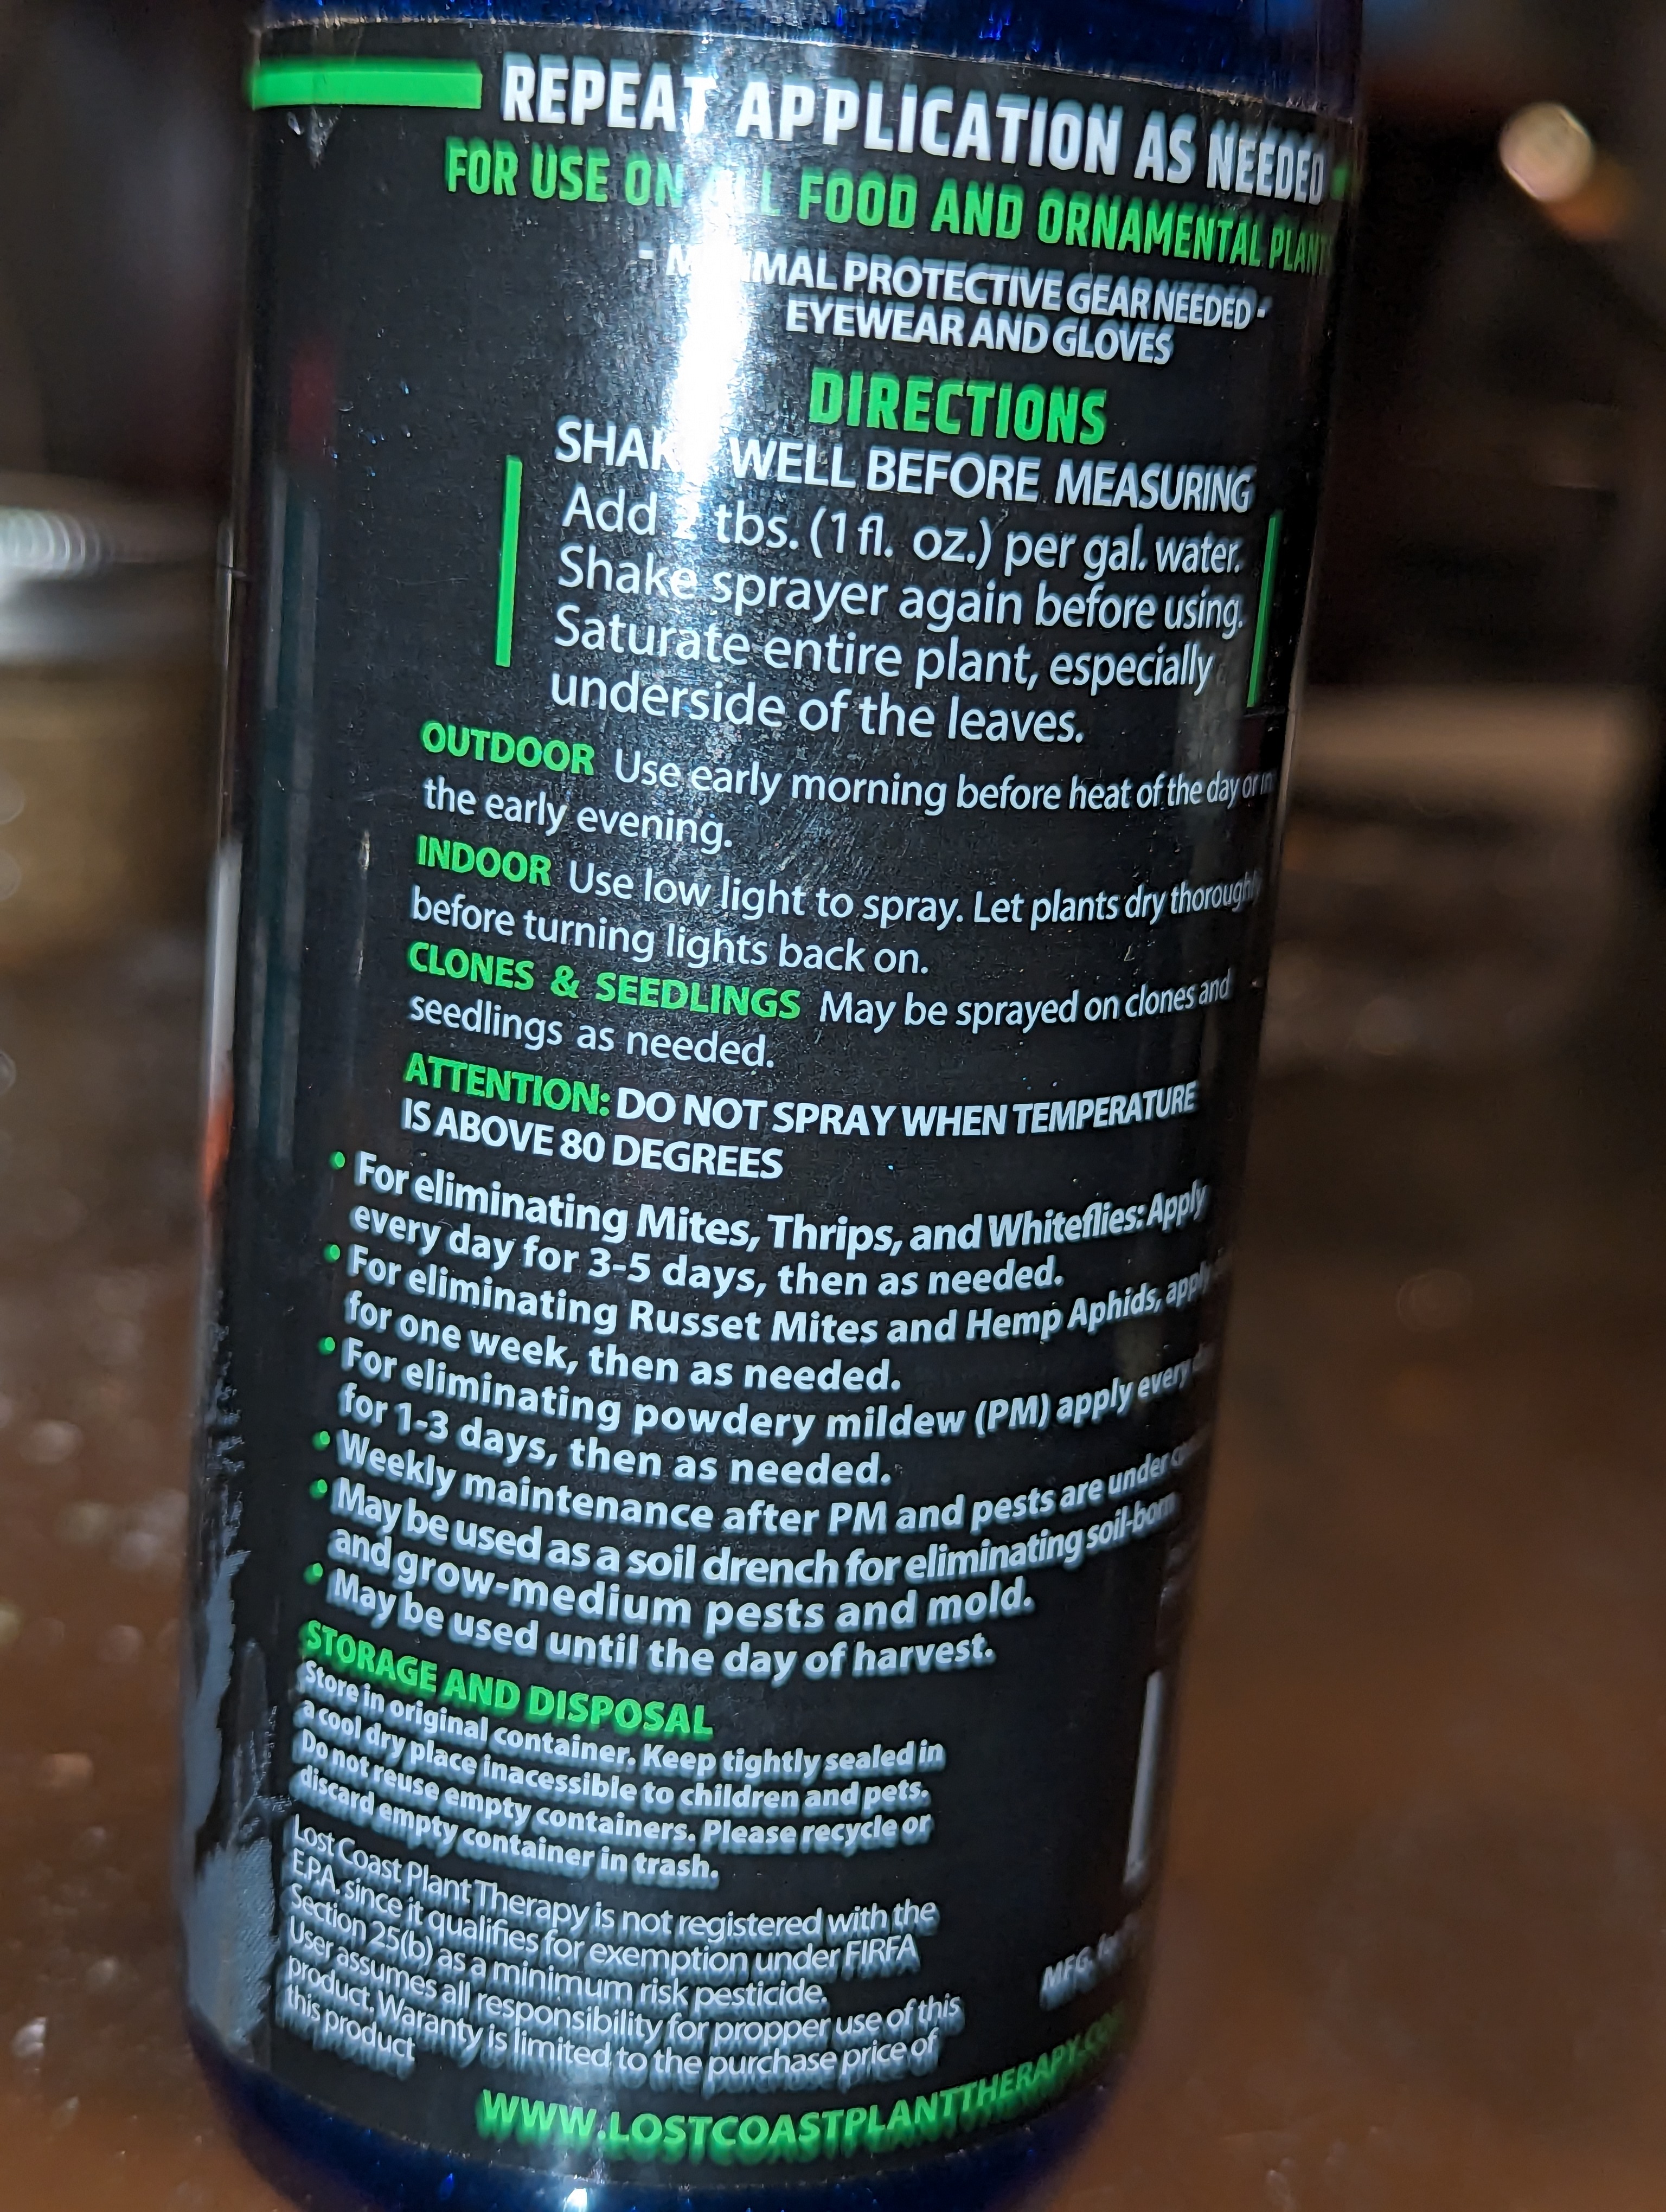 REPEAT APPLICATION AS NEEDED
FOR USE ON ALL FOOD AND ORNAMENTAL
- MINIMAL PROTECTIVE GEAR NEEDED -
EYEWEAR AND GLOVES
DIRECTIONS
SHAKE WELL BEFORE MEASURING
Add 2 tbs. (1 fl. oz.) per gal. water.
Shake sprayer again before using.
Saturate entire plant, especially
underside of the leaves.
OUTDOOR Use early morning before heat of the day or in
the early evening.
INDOOR Use low light to spray. Let plants dry thoroughly
before turning lights back on.
CLONES & SEEDLINGS May be sprayed on clones and
seedlings as needed.
ATTENTION: DO NOT SPRAY WHEN TEMPERATURE
IS ABOVE 80 DEGREES
• For eliminating Mites, Thrips, and Whiteflies: Apply
every day for 3-5 days, then as needed.
• For eliminating Russet Mites and Hemp Aphids, apply
for one week, then as needed.
• For eliminating powdery mildew (PM) apply every
for 1-3 days, then as needed.
• Weekly maintenance after PM and pests are under
• May be used as a soil drench for eliminating soil-born
and grow-medium pests and mold.
• May be used until the day of harvest.
STORAGE AND DISPOSAL
Store in original container. Keep tightly sealed in
a cool dry place inacessible to children and pets.
Do not reuse empty containers. Please recycle or
discard empty container in trash.
Lost Coast Plant Therapy is not registered with the
EPA, since it qualifies for exemption under FIRFA
Section 25(b) as a minimum risk pesticide.
User assumes all responsibility for propper use of this
product. Waranty is limited to the purchase price of
this product
MFG.
WWW.LOSTCOASTPLANTTHERAPY.COM